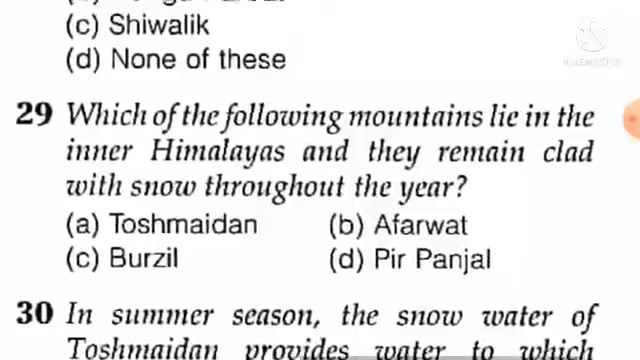 (c) Shiwalik
(d) None of these
29 Which of the following mountains lie in the
inner Himalayas and they remain clad
with snow throughout the year?
(a) Toshmaidan (b) Afarwat
(c) Burzil (d) Pir Panjal
30 In summer season, the snow water of
Toshmaidan provides water to which